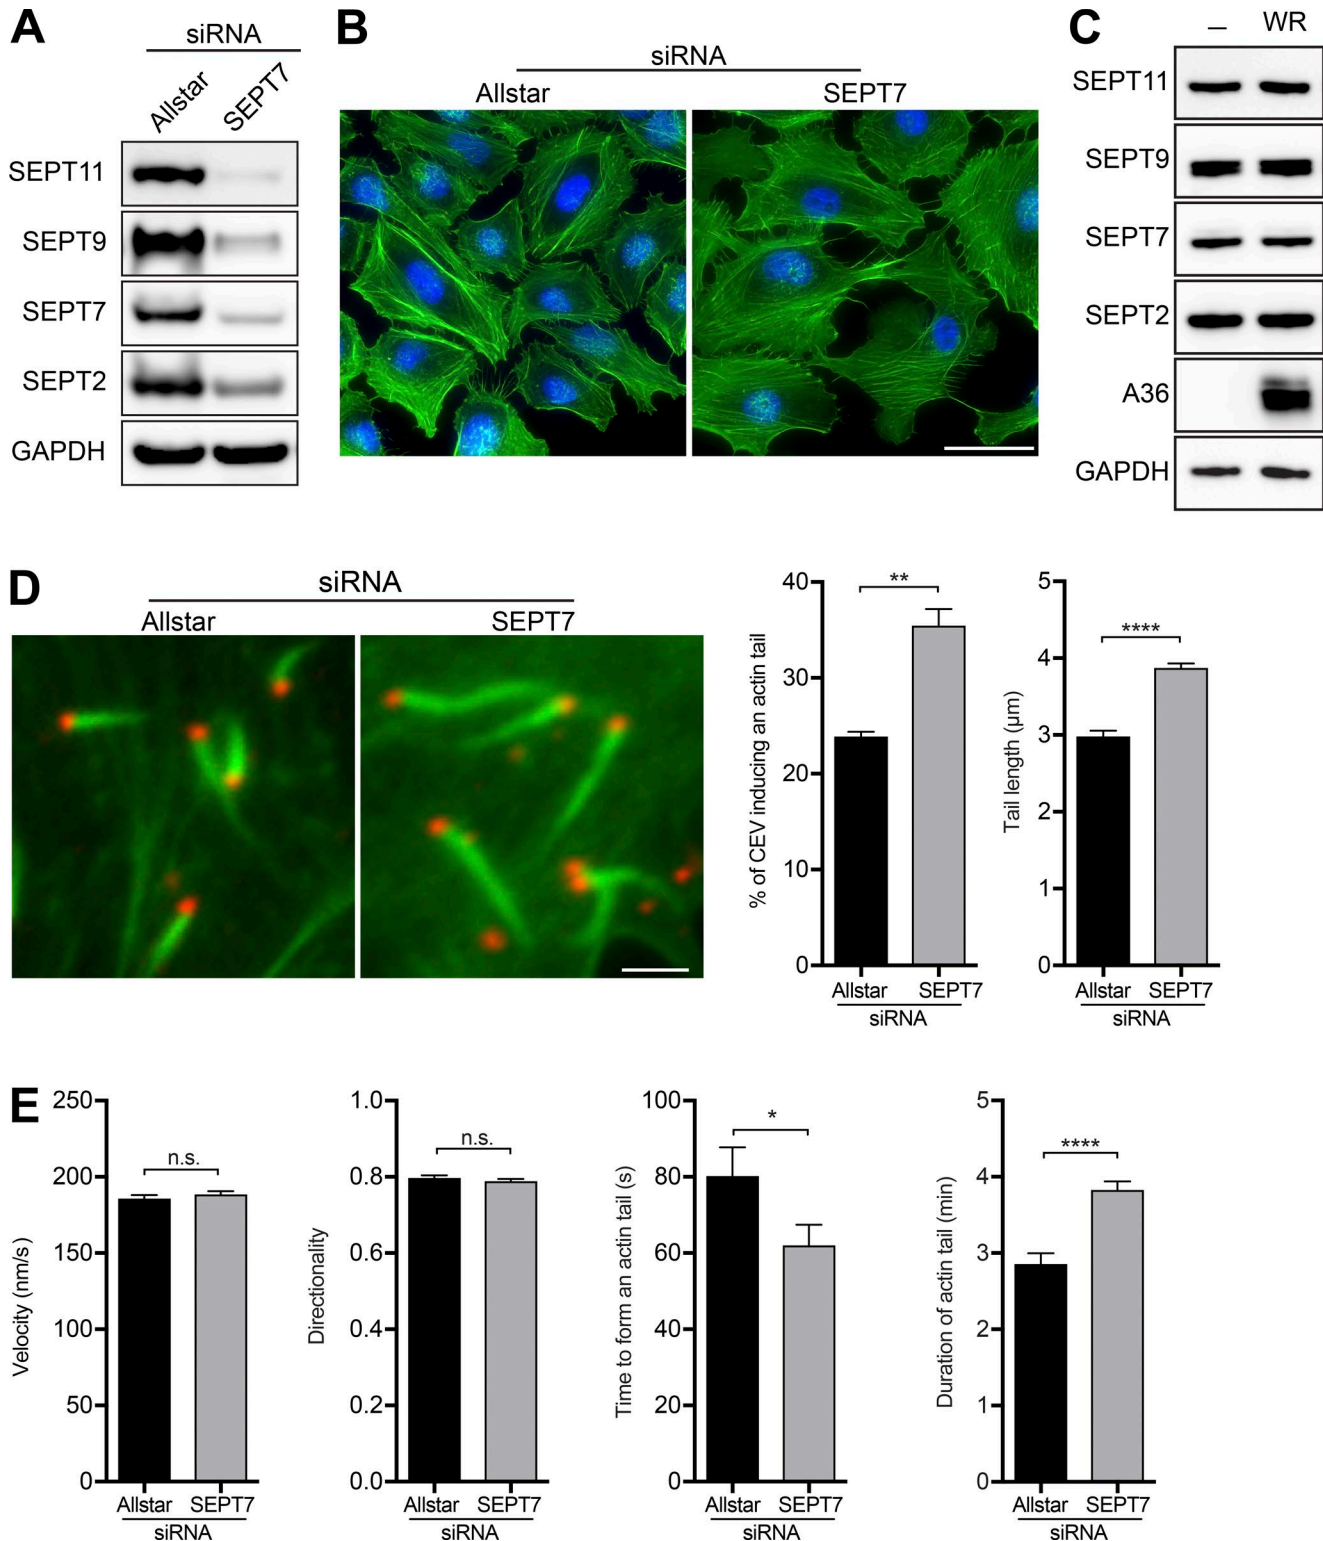 A
siRNA
Allstar
SEPT7
SEPT11
SEPT9
SEPT7
SEPT2
GAPDH
B
siRNA
Allstar
SEPT7
C
– WR
SEPT11
SEPT9
SEPT7
SEPT2
A36
GAPDH
D
siRNA
Allstar
SEPT7
% of CEV inducing an actin tail
40
30
20
10
0
**
Allstar SEPT7
siRNA
Tail length (μm)
5
4
3
2
1
0
****
Allstar SEPT7
siRNA
E
Velocity (nm/s)
250
200
150
100
50
0
n.s.
Allstar SEPT7
siRNA
Directionality
1.0
0.8
0.6
0.4
0.2
0.0
n.s.
Allstar SEPT7
siRNA
Time to form an actin tail (s)
100
80
60
40
20
0
*
Allstar SEPT7
siRNA
Duration of actin tail (min)
5
4
3
2
1
0
****
Allstar SEPT7
siRNA